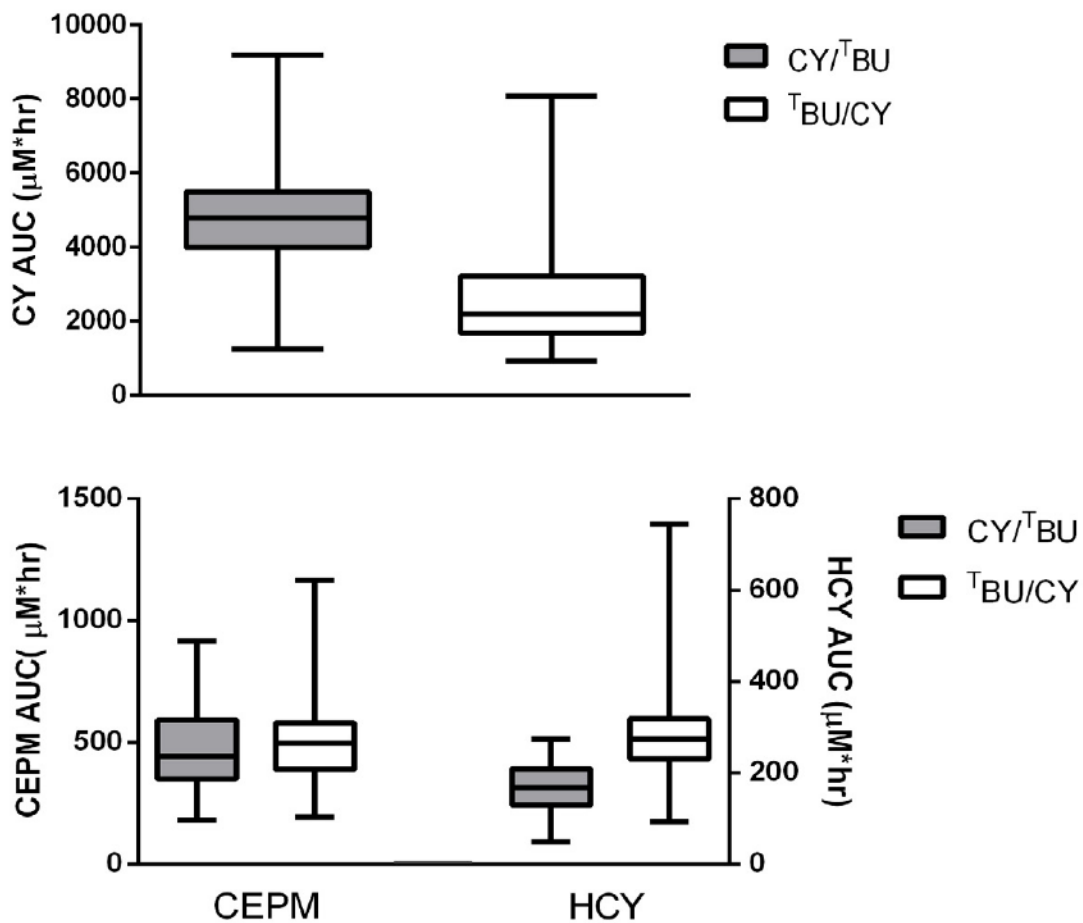 10000
8000
6000
4000
2000
0
CY AUC (μM*hr)
CY/ᵀBU
ᵀBU/CY
1500
1000
500
0
CEPM AUC( μM*hr)
800
600
400
200
0
HCY AUC (μM*hr)
CY/ᵀBU
ᵀBU/CY
CEPM HCY